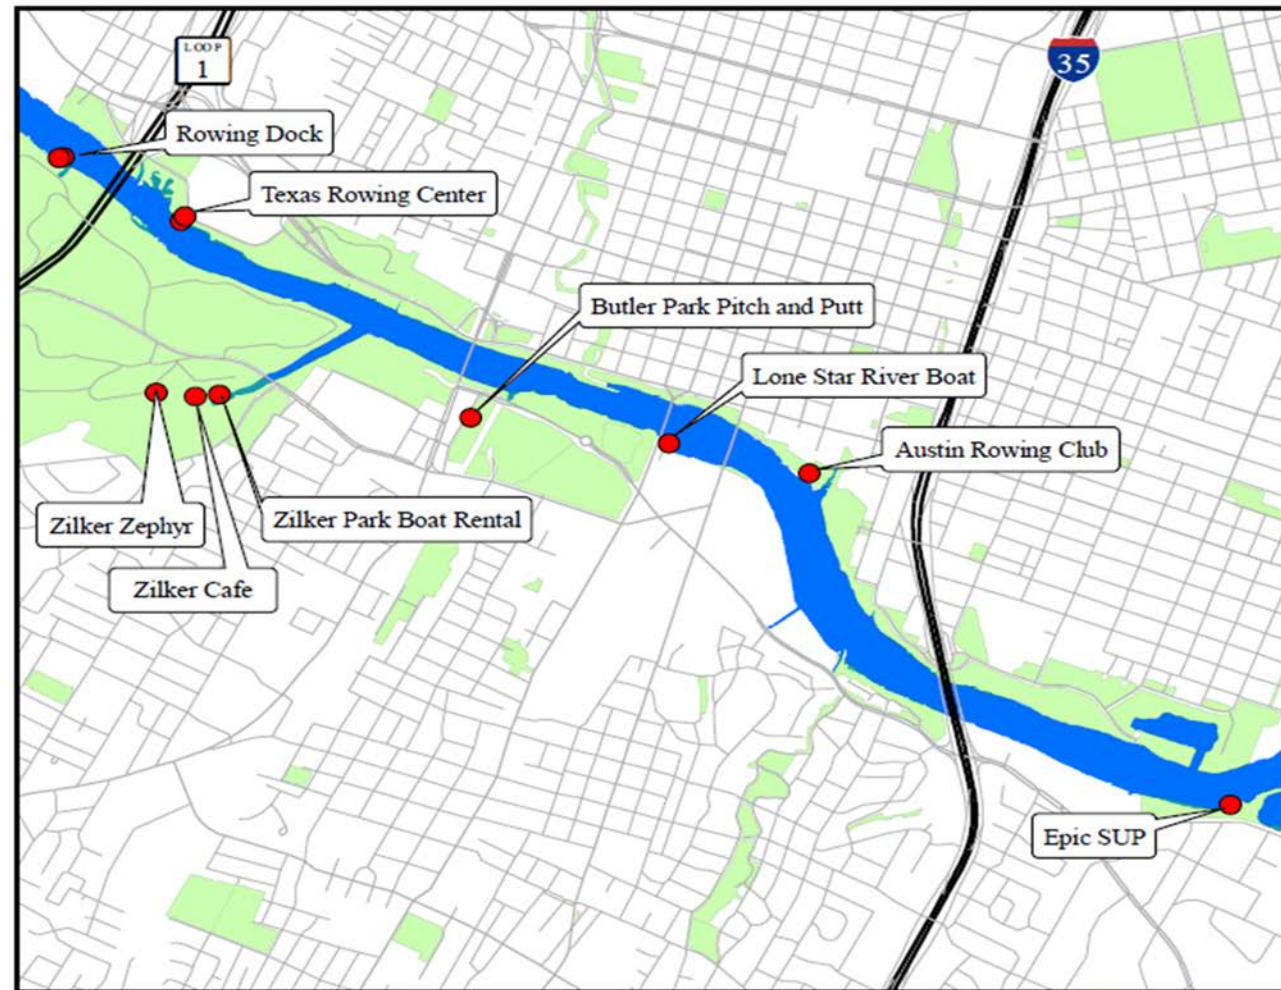 LOOP
1
35
Rowing Dock
Texas Rowing Center
Butler Park Pitch and Putt
Lone Star River Boat
Austin Rowing Club
Zilker Zephyr
Zilker Park Boat Rental
Zilker Cafe
Epic SUP